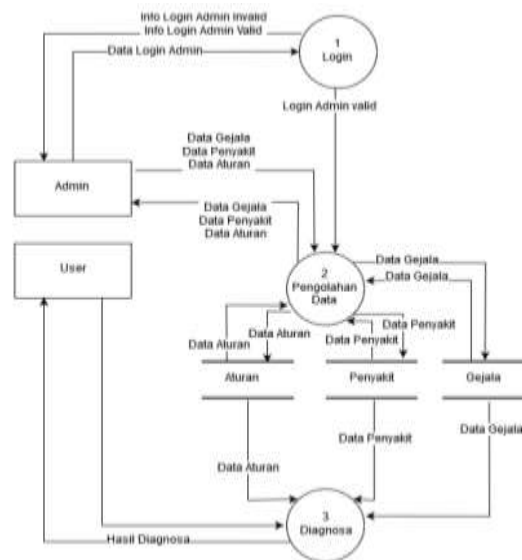 Info Login Admin Invalid
Info Login Admin Valid
Data Login Admin
1
Login
Login Admin valid
Data Gejala
Data Penyakit
Data Aturan
Admin
Data Gejala
Data Penyakit
Data Aturan
User
2
Pengolahan
Data
Data Gejala
Data Gejala
Data Aturan
Data Aturan
Data Penyakit
Data Penyakit
Aturan
Penyakit
Gejala
Data Aturan
Data Penyakit
Data Gejala
3
Diagnosa
Hasil Diagnosa